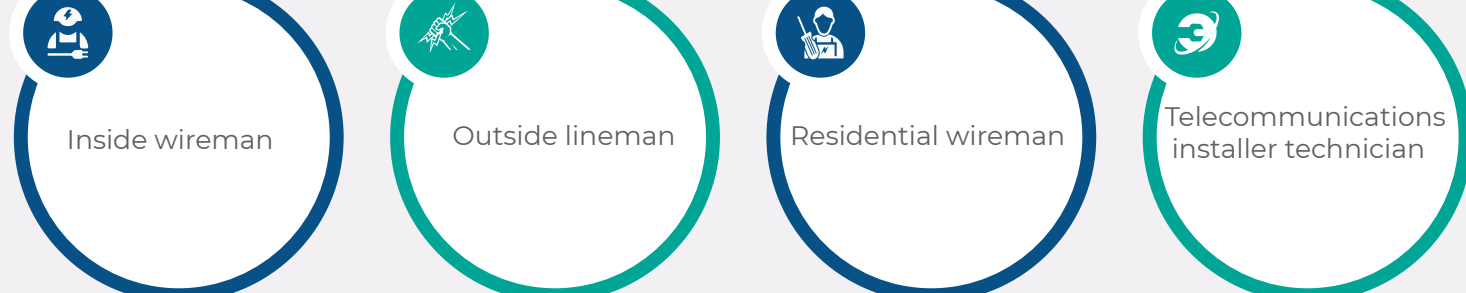 Inside wireman
Outside lineman
Residential wireman
Telecommunications
installer technician